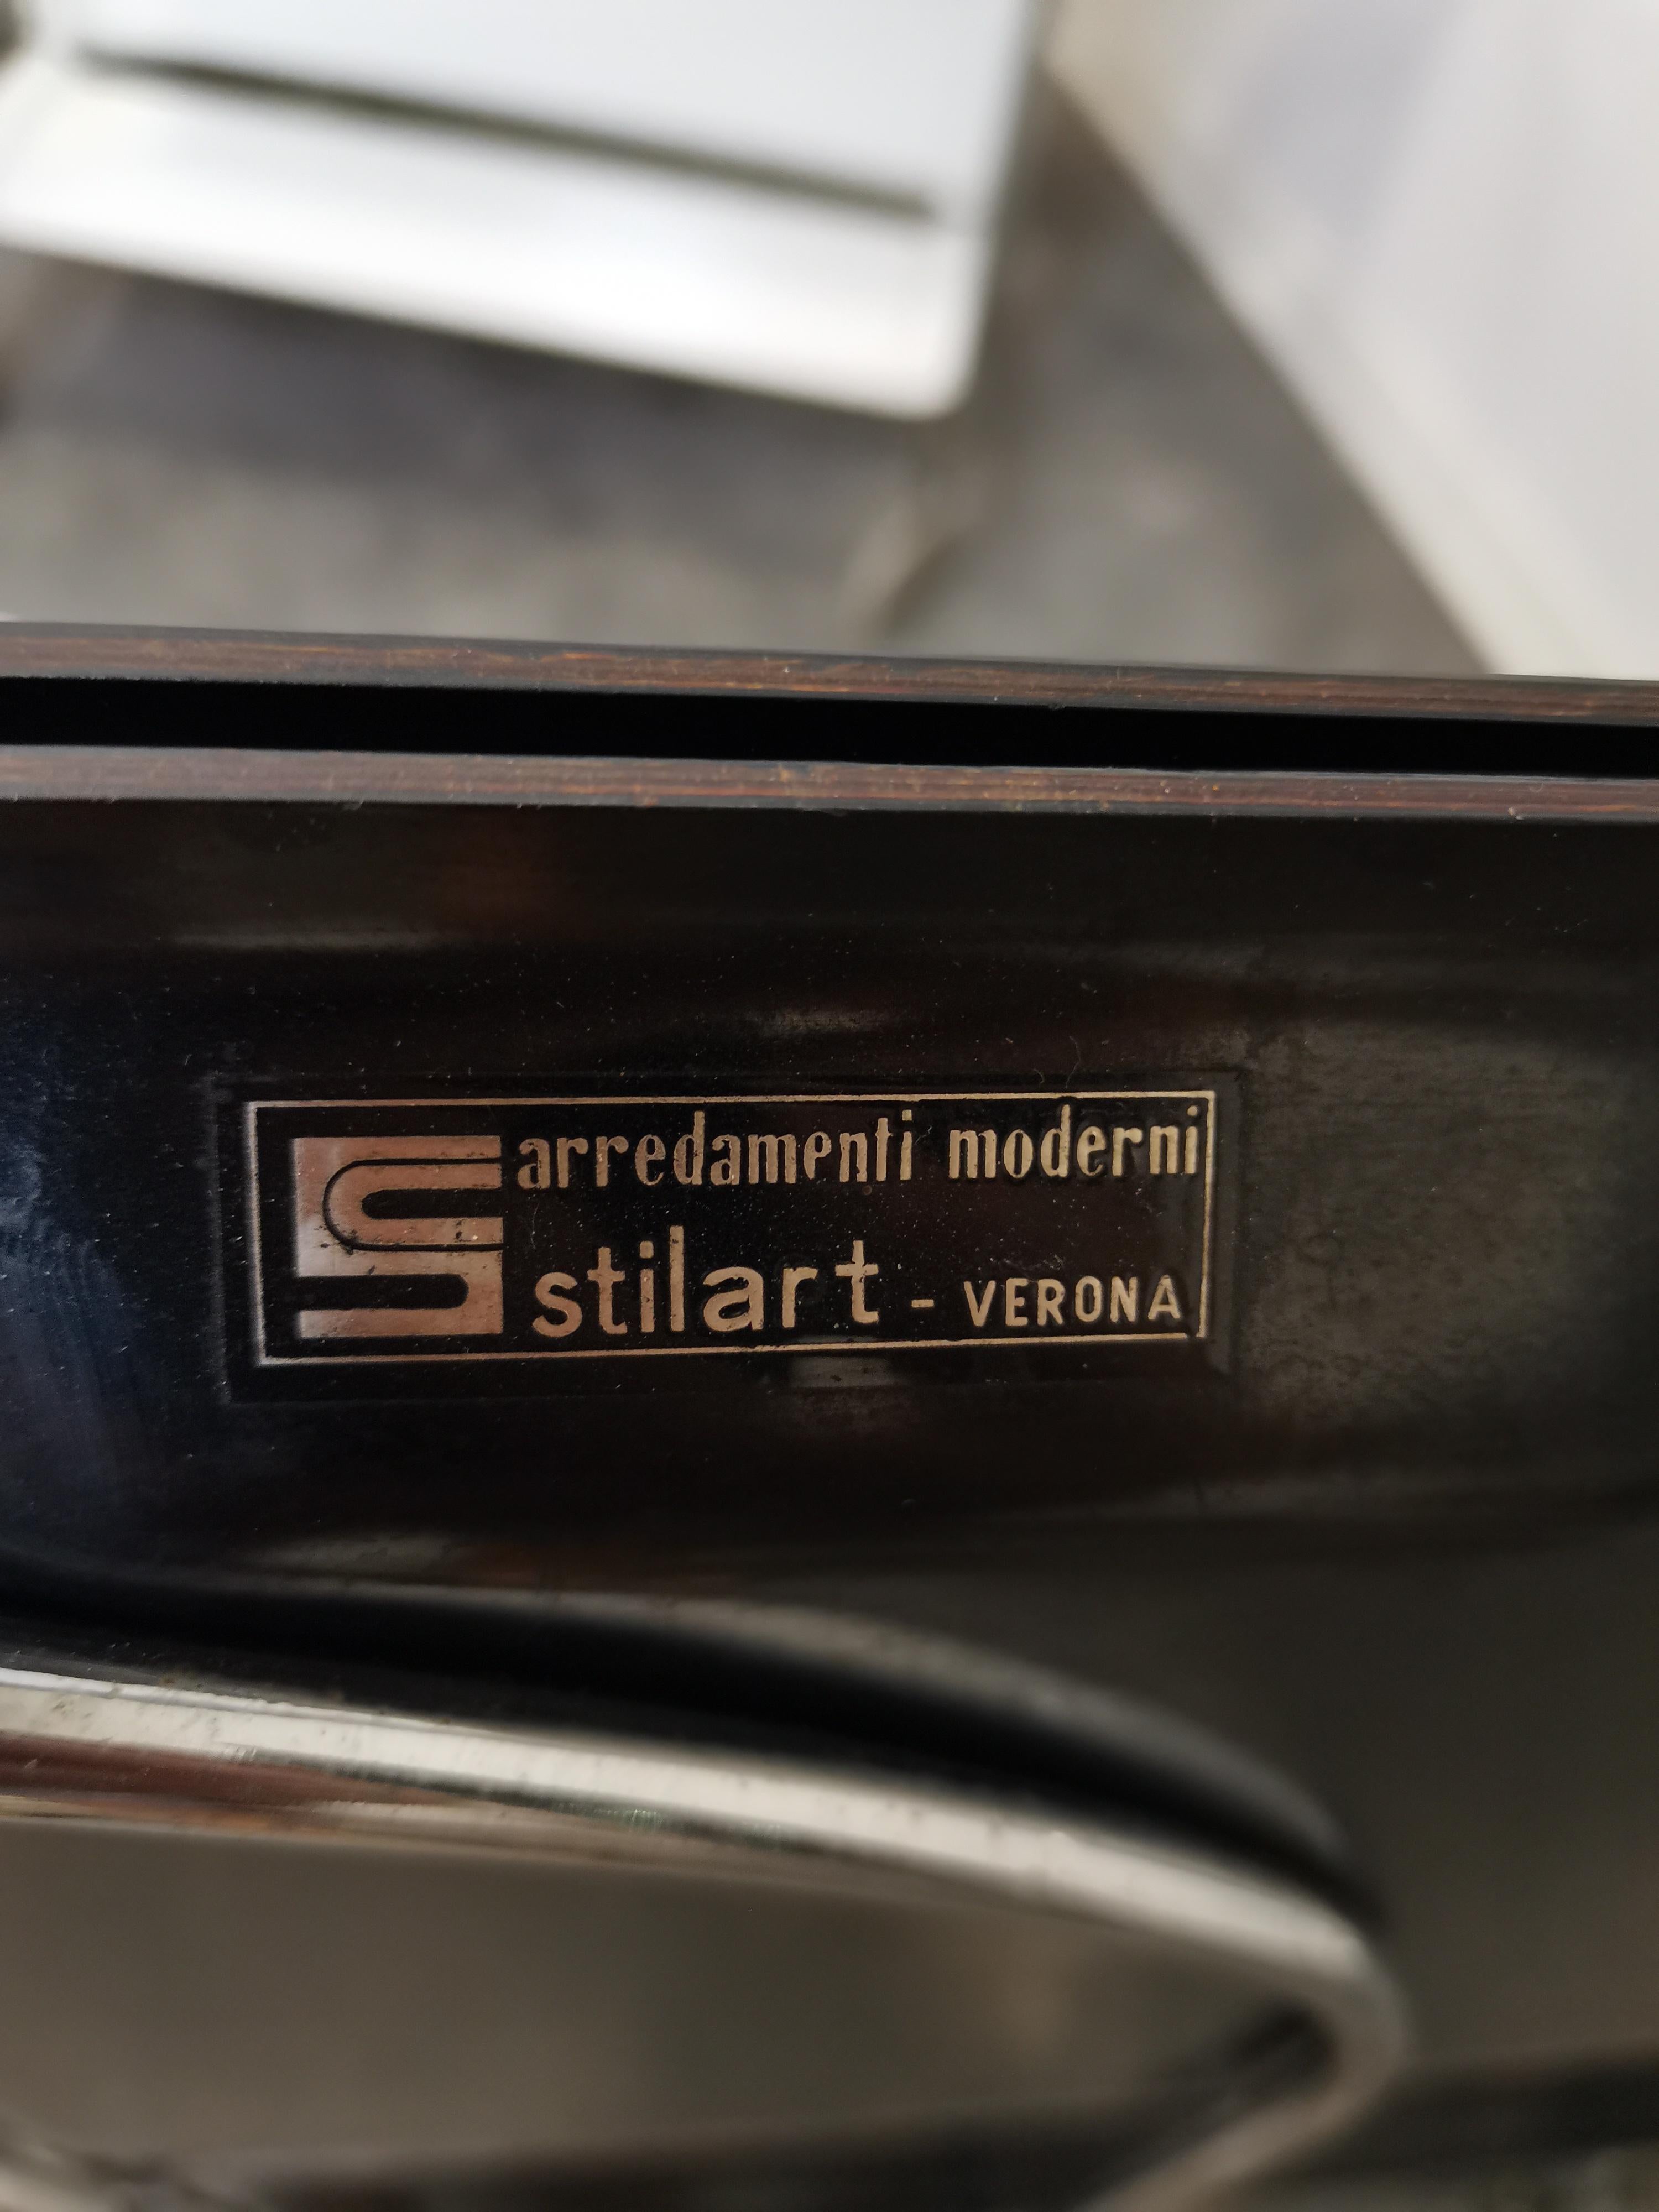 arredamenti moderni
stilart - VERONA